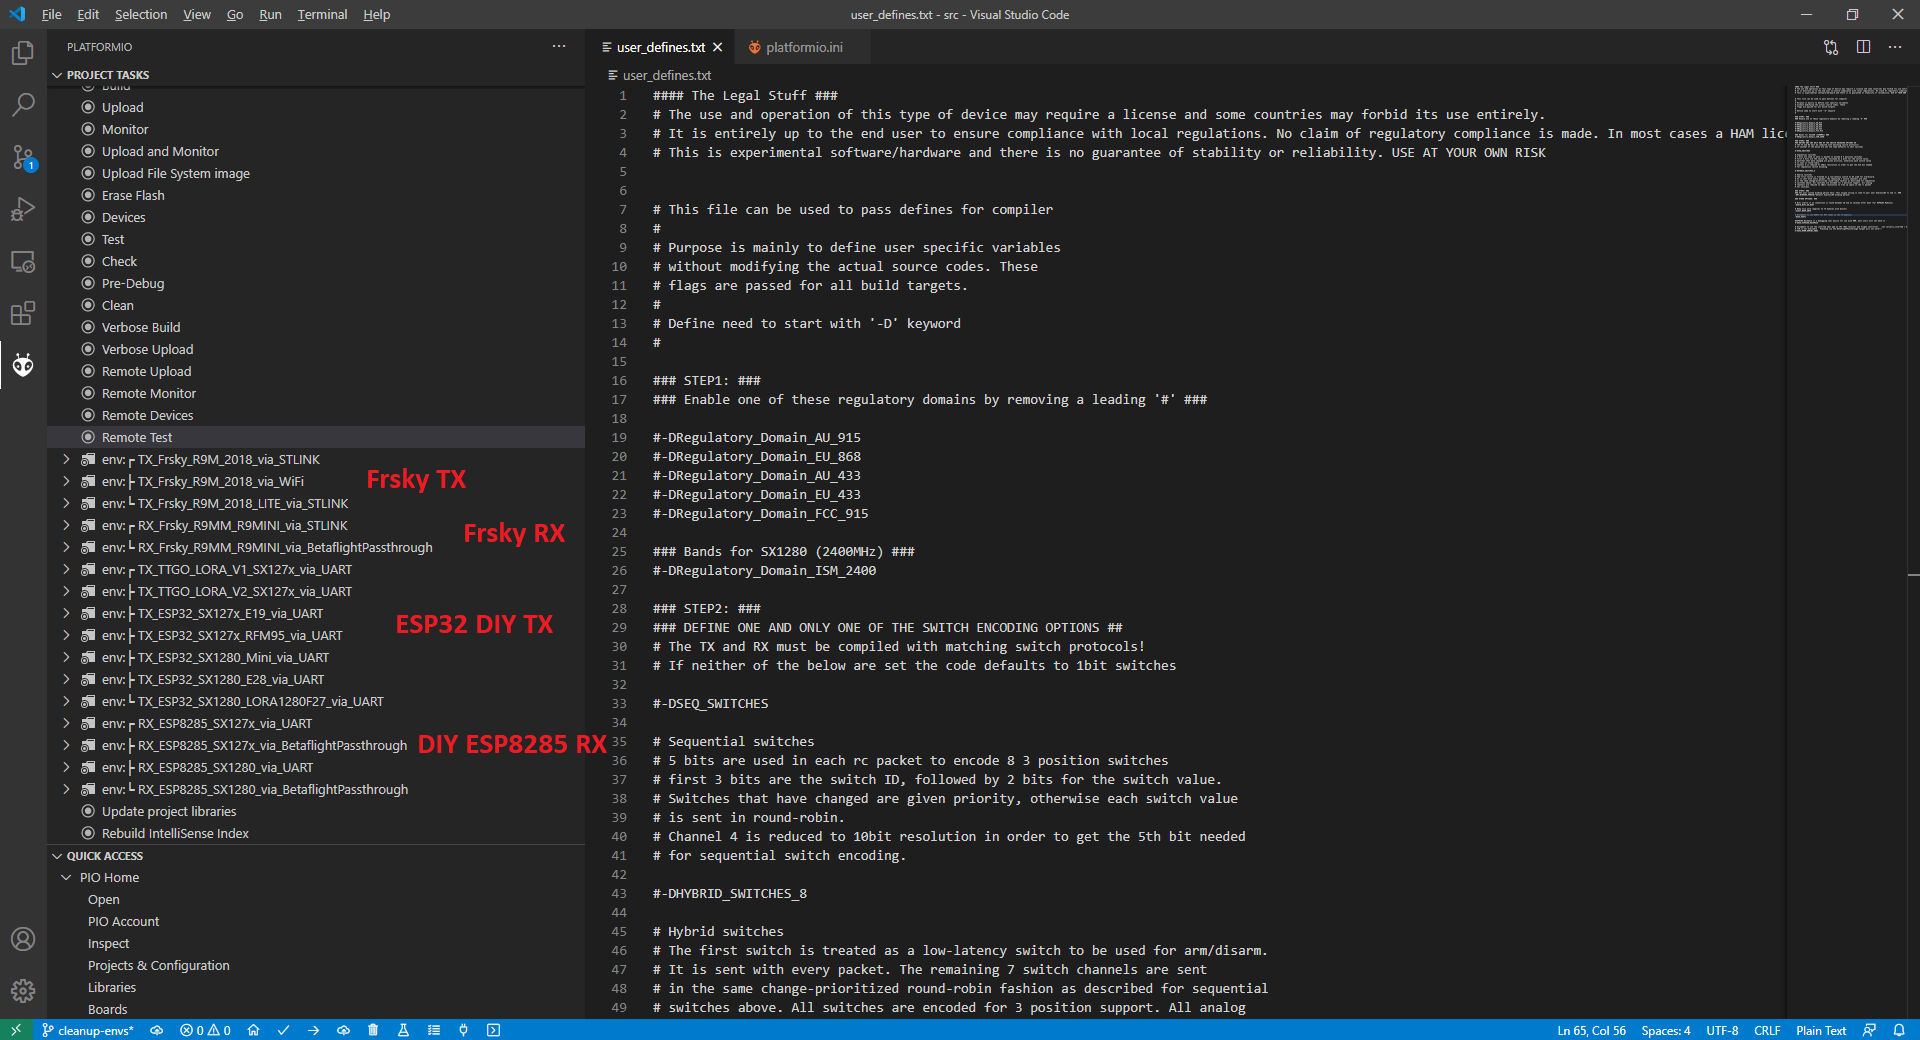 File Edit Selection View Go Run Terminal Help
user_defines.txt - src - Visual Studio Code
PLATFORMIO
PROJECT TASKS
Build
Upload
Monitor
Upload and Monitor
Upload File System image
Erase Flash
Devices
Test
Check
Pre-Debug
Clean
Verbose Build
Verbose Upload
Remote Upload
Remote Monitor
Remote Devices
Remote Test
env:┌ TX_Frsky_R9M_2018_via_STLINK
env:├ TX_Frsky_R9M_2018_via_WiFi
Frsky TX
env:└ TX_Frsky_R9M_2018_LITE_via_STLINK
env:┌ RX_Frsky_R9MM_R9MINI_via_STLINK
Frsky RX
env:└ RX_Frsky_R9MM_R9MINI_via_BetaflightPassthrough
env:┌ TX_TTGO_LORA_V1_SX127x_via_UART
env:├ TX_TTGO_LORA_V2_SX127x_via_UART
env:├ TX_ESP32_SX127x_E19_via_UART
ESP32 DIY TX
env:├ TX_ESP32_SX127x_RFM95_via_UART
env:├ TX_ESP32_SX1280_Mini_via_UART
env:├ TX_ESP32_SX1280_E28_via_UART
env:└ TX_ESP32_SX1280_LORA1280F27_via_UART
env:┌ RX_ESP8285_SX127x_via_UART
env:├ RX_ESP8285_SX127x_via_BetaflightPassthrough
DIY ESP8285 RX
env:├ RX_ESP8285_SX1280_via_UART
env:└ RX_ESP8285_SX1280_via_BetaflightPassthrough
Update project libraries
Rebuild IntelliSense Index
QUICK ACCESS
PIO Home
Open
PIO Account
Inspect
Projects & Configuration
Libraries
Boards
1
user_defines.txt
platformio.ini
user_defines.txt
1 #### The Legal Stuff ###
2 # The use and operation of this type of device may require a license and some countries may forbid its use entirely.
3 # It is entirely up to the end user to ensure compliance with local regulations. No claim of regulatory compliance is made. In most cases a HAM lic
4 # This is experimental software/hardware and there is no guarantee of stability or reliability. USE AT YOUR OWN RISK
5
6
7 # This file can be used to pass defines for compiler
8 #
9 # Purpose is mainly to define user specific variables
10 # without modifying the actual source codes. These
11 # flags are passed for all build targets.
12 #
13 # Define need to start with '-D' keyword
14 #
15
16 ### STEP1: ###
17 ### Enable one of these regulatory domains by removing a leading '#' ###
18
19 #-DRegulatory_Domain_AU_915
20 #-DRegulatory_Domain_EU_868
21 #-DRegulatory_Domain_AU_433
22 #-DRegulatory_Domain_EU_433
23 #-DRegulatory_Domain_FCC_915
24
25 ### Bands for SX1280 (2400MHz) ###
26 #-DRegulatory_Domain_ISM_2400
27
28 ### STEP2: ###
29 ### DEFINE ONE AND ONLY ONE OF THE SWITCH ENCODING OPTIONS ##
30 # The TX and RX must be compiled with matching switch protocols!
31 # If neither of the below are set the code defaults to 1bit switches
32
33 #-DSEQ_SWITCHES
34
35 # Sequential switches
36 # 5 bits are used in each rc packet to encode 8 3 position switches
37 # first 3 bits are the switch ID, followed by 2 bits for the switch value.
38 # Switches that have changed are given priority, otherwise each switch value
39 # is sent in round-robin.
40 # Channel 4 is reduced to 10bit resolution in order to get the 5th bit needed
41 # for sequential switch encoding.
42
43 #-DHYBRID_SWITCHES_8
44
45 # Hybrid switches
46 # The first switch is treated as a low-latency switch to be used for arm/disarm.
47 # It is sent with every packet. The remaining 7 switch channels are sent
48 # in the same change-prioritized round-robin fashion as described for sequential
49 # switches above. All switches are encoded for 3 position support. All analog
cleanup-envs* 0 0 Ln 65, Col 56 Spaces: 4 UTF-8 CRLF Plain Text